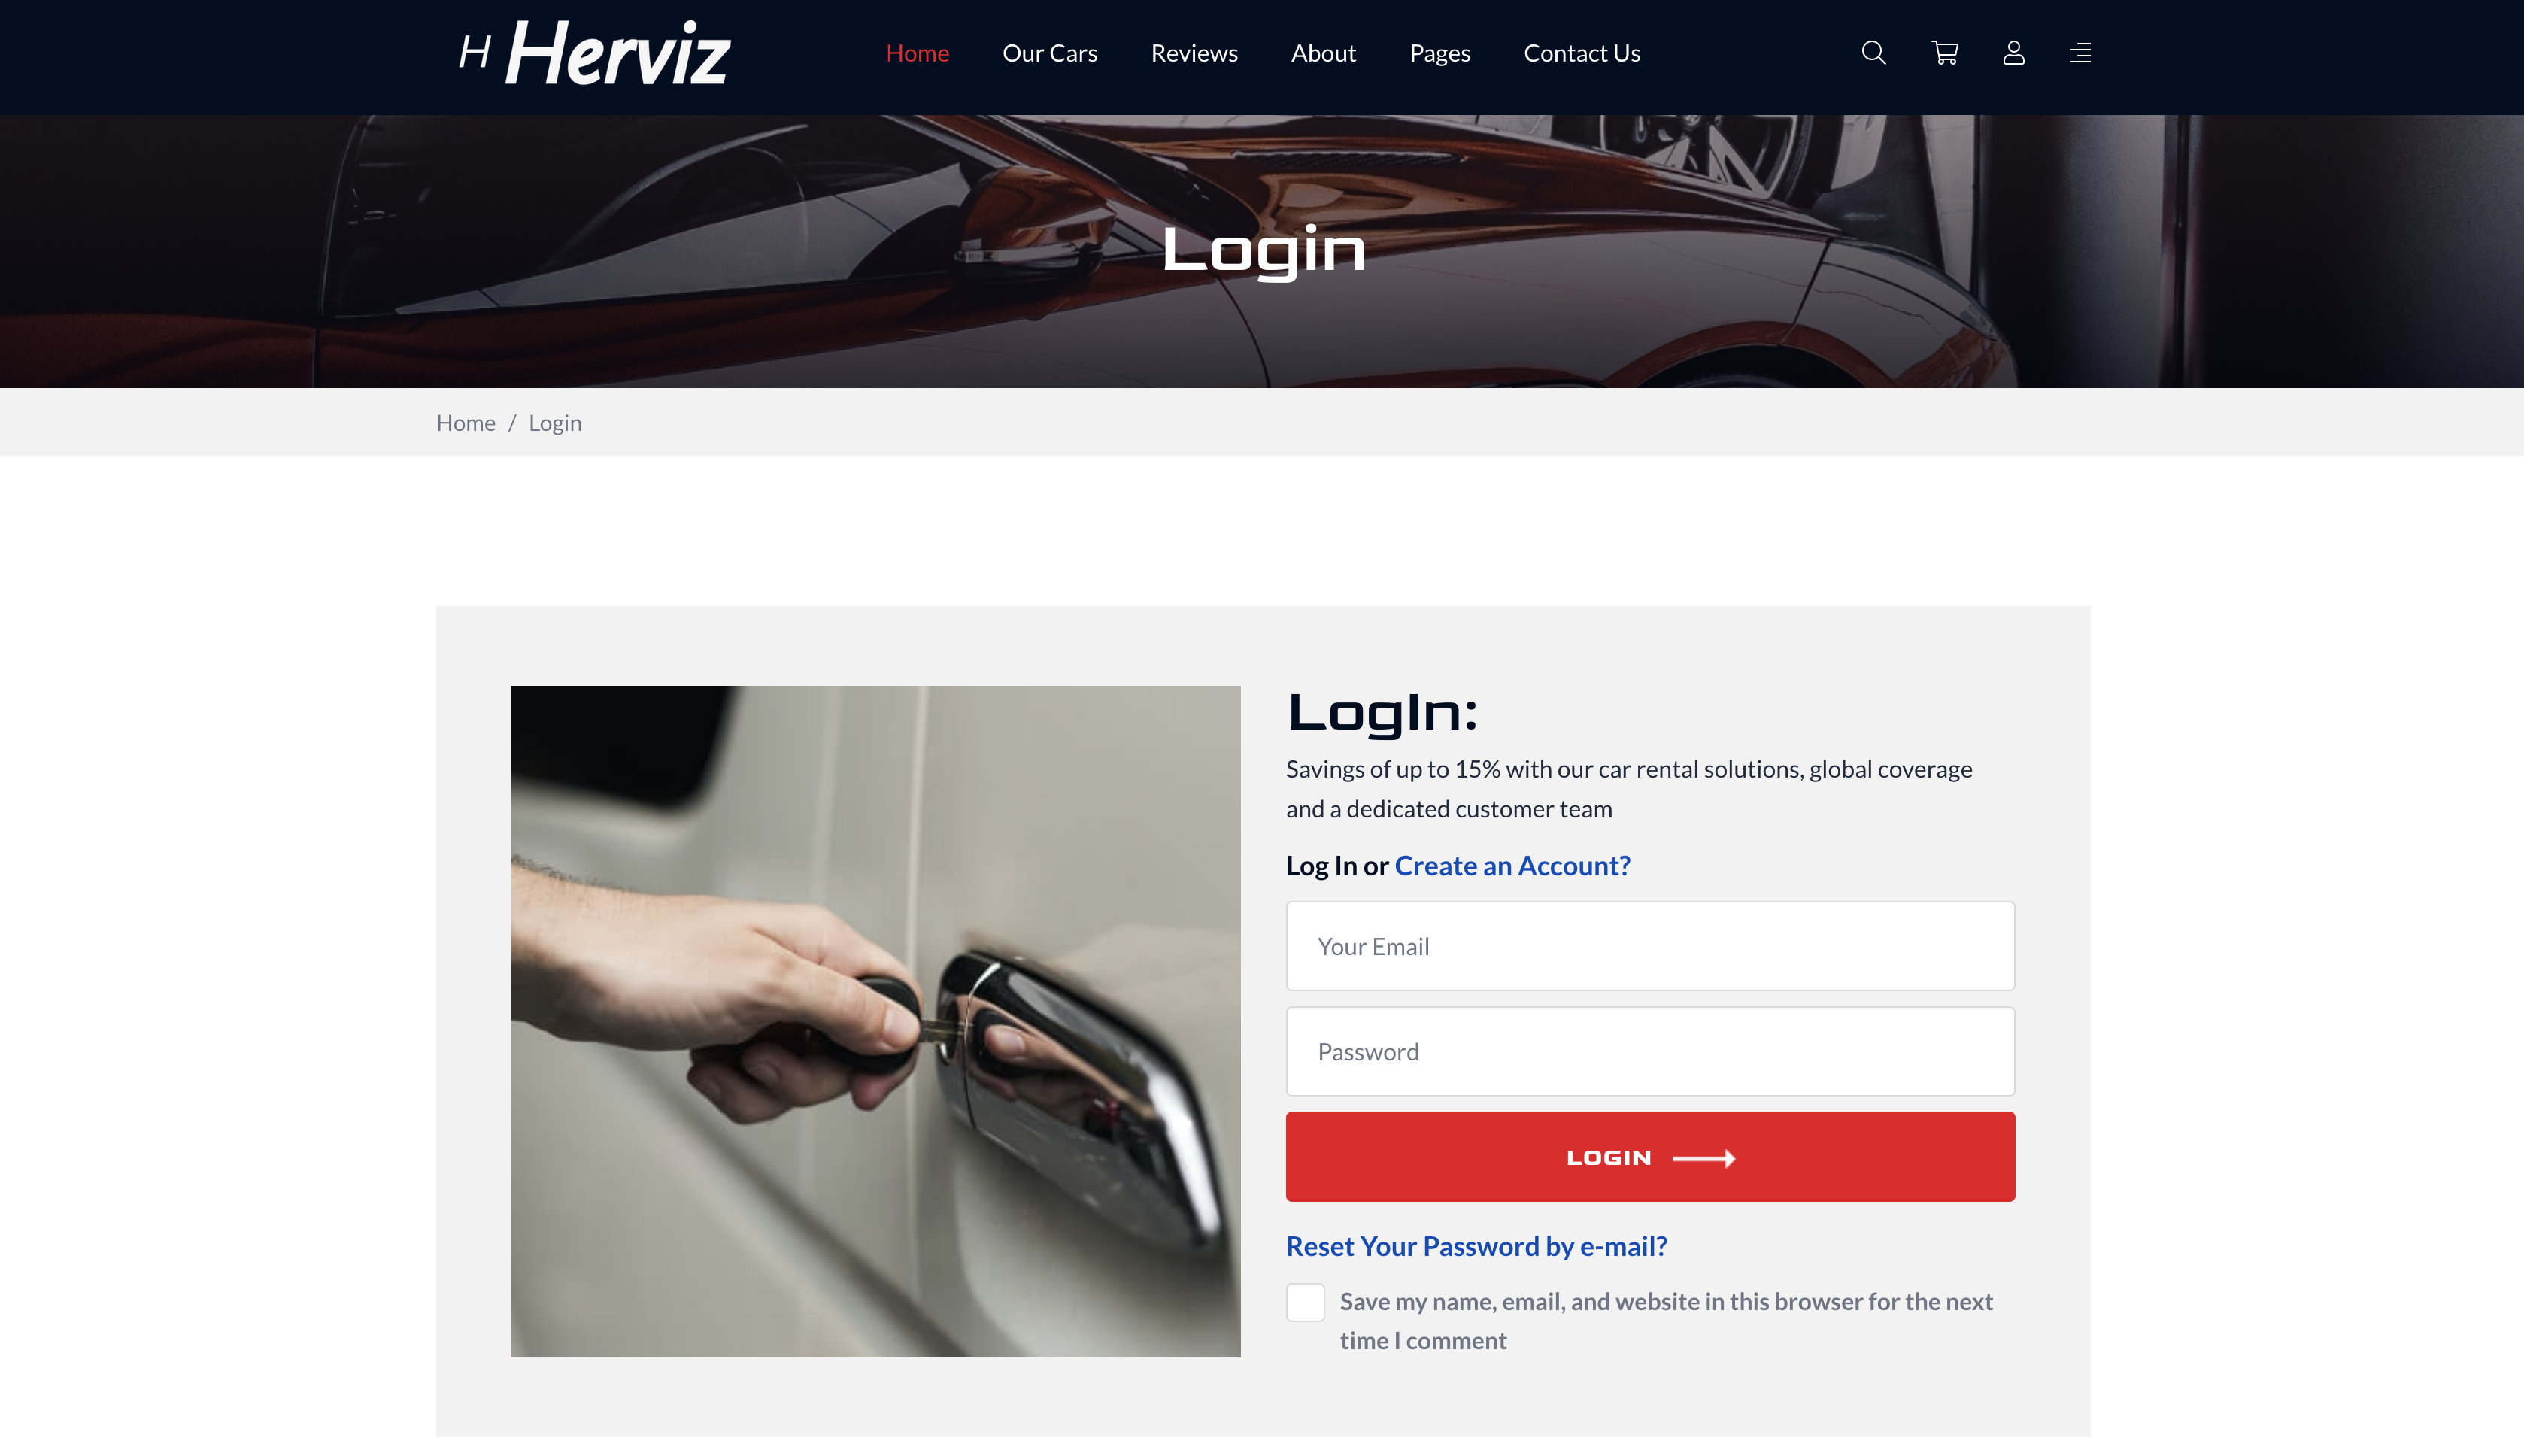 H Herviz
Home Our Cars Reviews About Pages Contact Us
Login
Home / Login
LogIn:
Savings of up to 15% with our car rental solutions, global coverage
and a dedicated customer team
Log In or Create an Account?
Your Email
Password
LOGIN
Reset Your Password by e-mail?
Save my name, email, and website in this browser for the next
time I comment